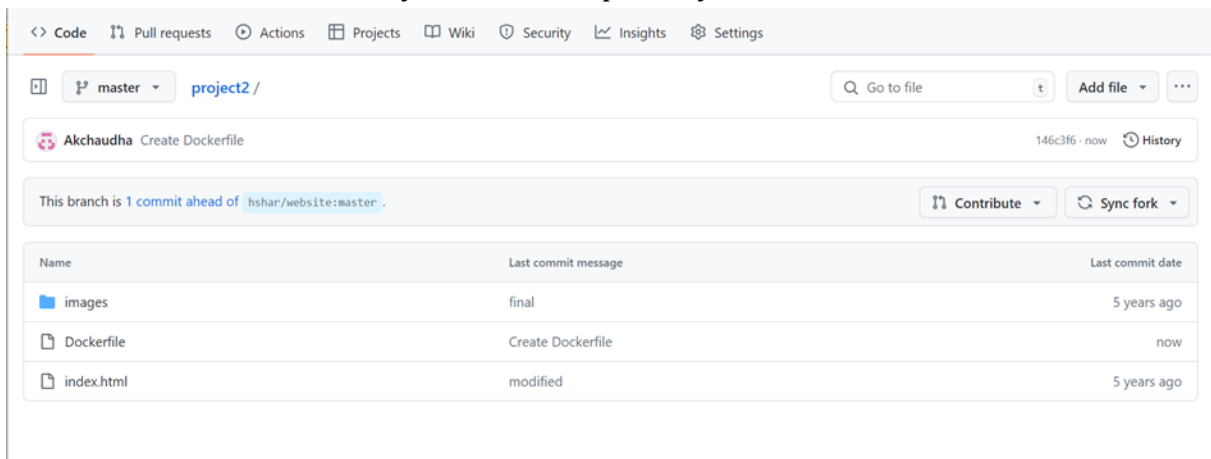 <> Code Pull requests Actions Projects Wiki Security Insights Settings
master project2 / Go to file t Add file ...
Akchaudha Create Dockerfile 146c3f6 · now History
This branch is 1 commit ahead of hshar/website:master . Contribute Sync fork
Name Last commit message Last commit date
images final 5 years ago
Dockerfile Create Dockerfile now
index.html modified 5 years ago